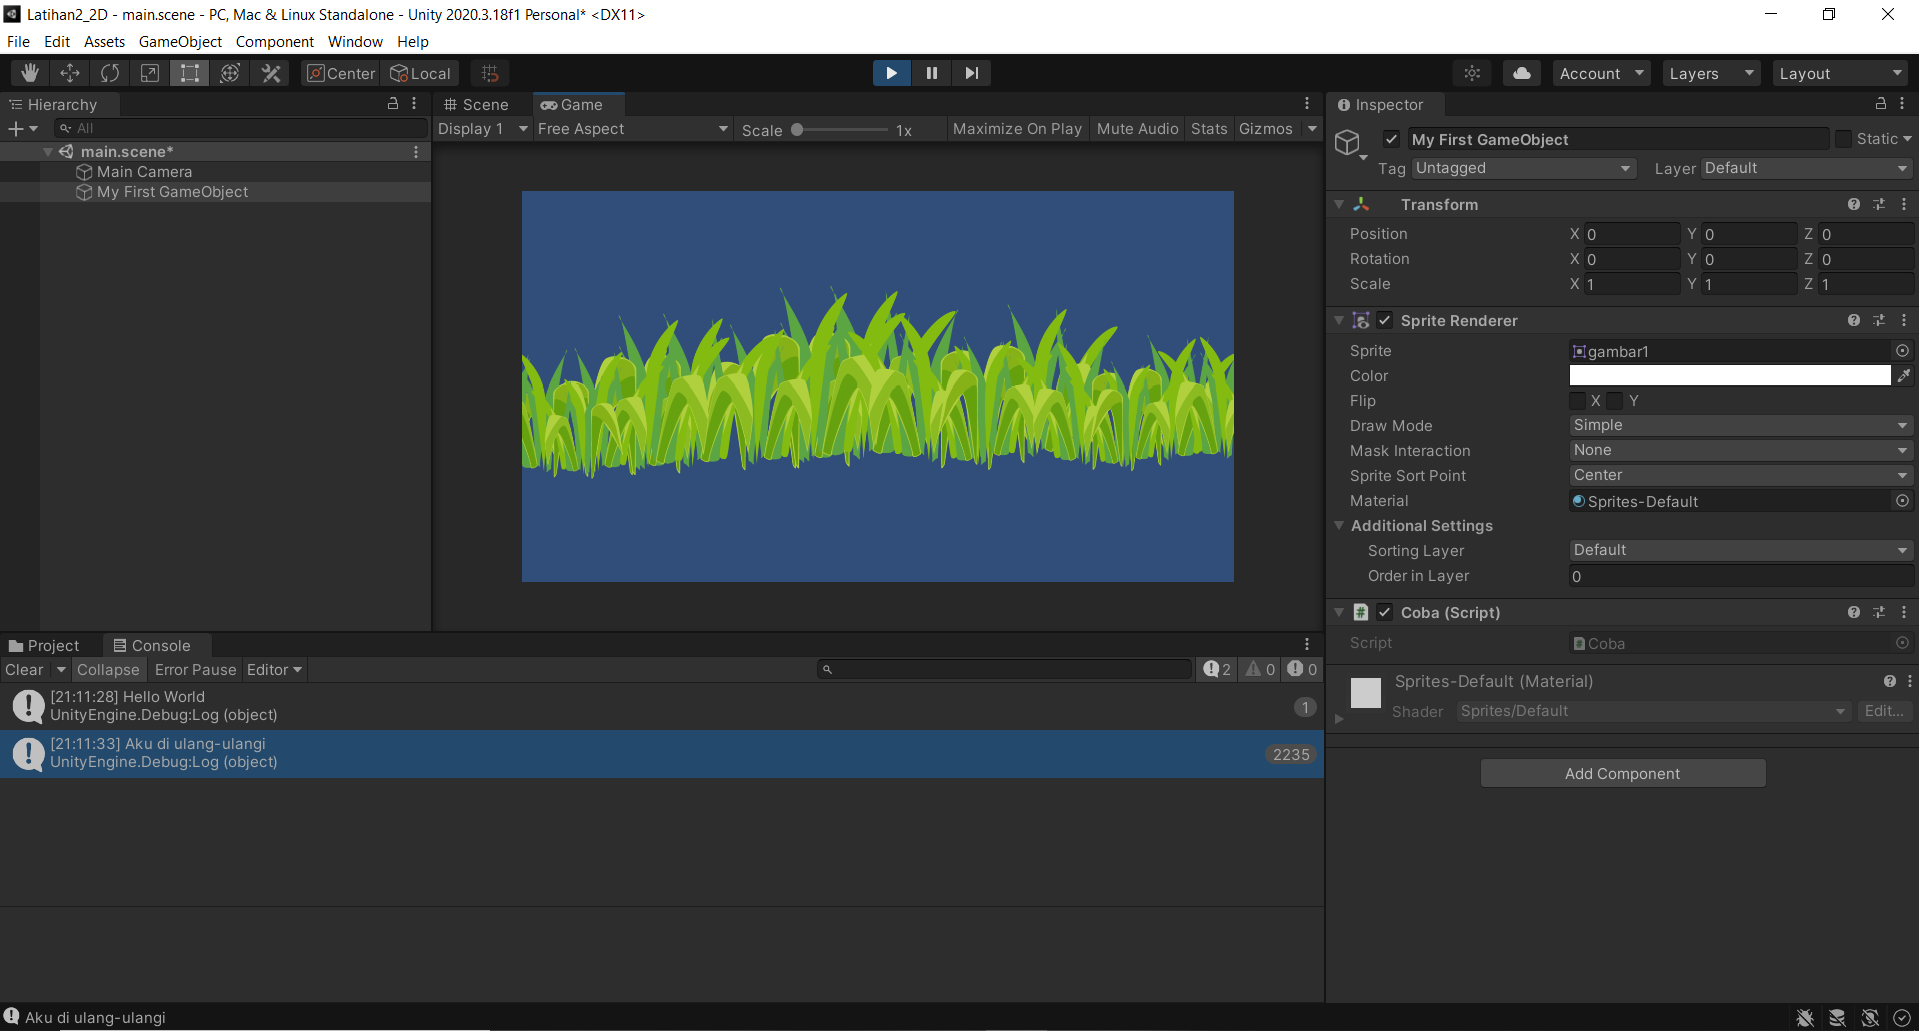 Latihan2_2D - main.scene - PC, Mac & Linux Standalone - Unity 2020.3.18f1 Personal* <DX11>
File Edit Assets GameObject Component Window Help
Center Local Account Layers Layout
Hierarchy
All
main.scene*
Main Camera
My First GameObject
Scene Game
Display 1 Free Aspect Scale 1x Maximize On Play Mute Audio Stats Gizmos
Inspector
My First GameObject Static
Tag Untagged Layer Default
Transform
Position X 0 Y 0 Z 0
Rotation X 0 Y 0 Z 0
Scale X 1 Y 1 Z 1
Sprite Renderer
Sprite gambar1
Color
Flip X Y
Draw Mode Simple
Mask Interaction None
Sprite Sort Point Center
Material Sprites-Default
Additional Settings
Sorting Layer Default
Order in Layer 0
Coba (Script)
Script Coba
Sprites-Default (Material)
Shader Sprites/Default Edit...
Add Component
Project Console
Clear Collapse Error Pause Editor 2 0 0
[21:11:28] Hello World
UnityEngine.Debug:Log (object) 1
[21:11:33] Aku di ulang-ulangi
UnityEngine.Debug:Log (object) 2235
Aku di ulang-ulangi